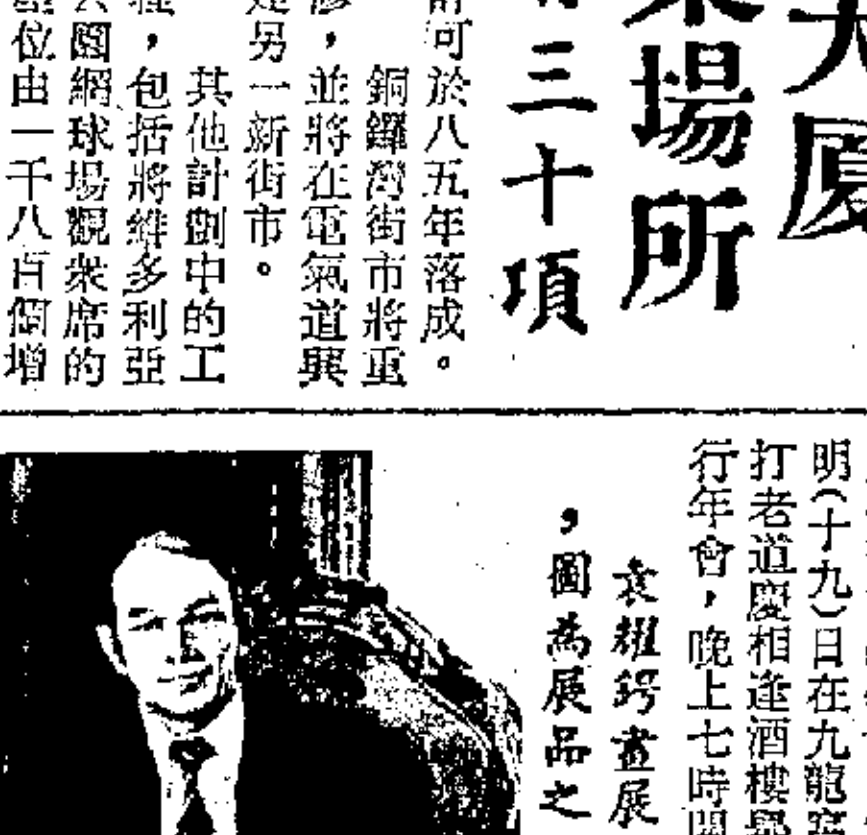 大厦
場所
三十項
可於八五年落成。
銅鑼灣街市將重
,並將在電氣道興
另一新街市。
其他計劃中的工
,包括將維多利亞
園網球場觀衆席的
位由一千八百個增
明(十九)日在九龍窩
打老道慶相逢酒樓舉
行年會,晚上七時開
袁耀鍔畫展
,圖為展品之